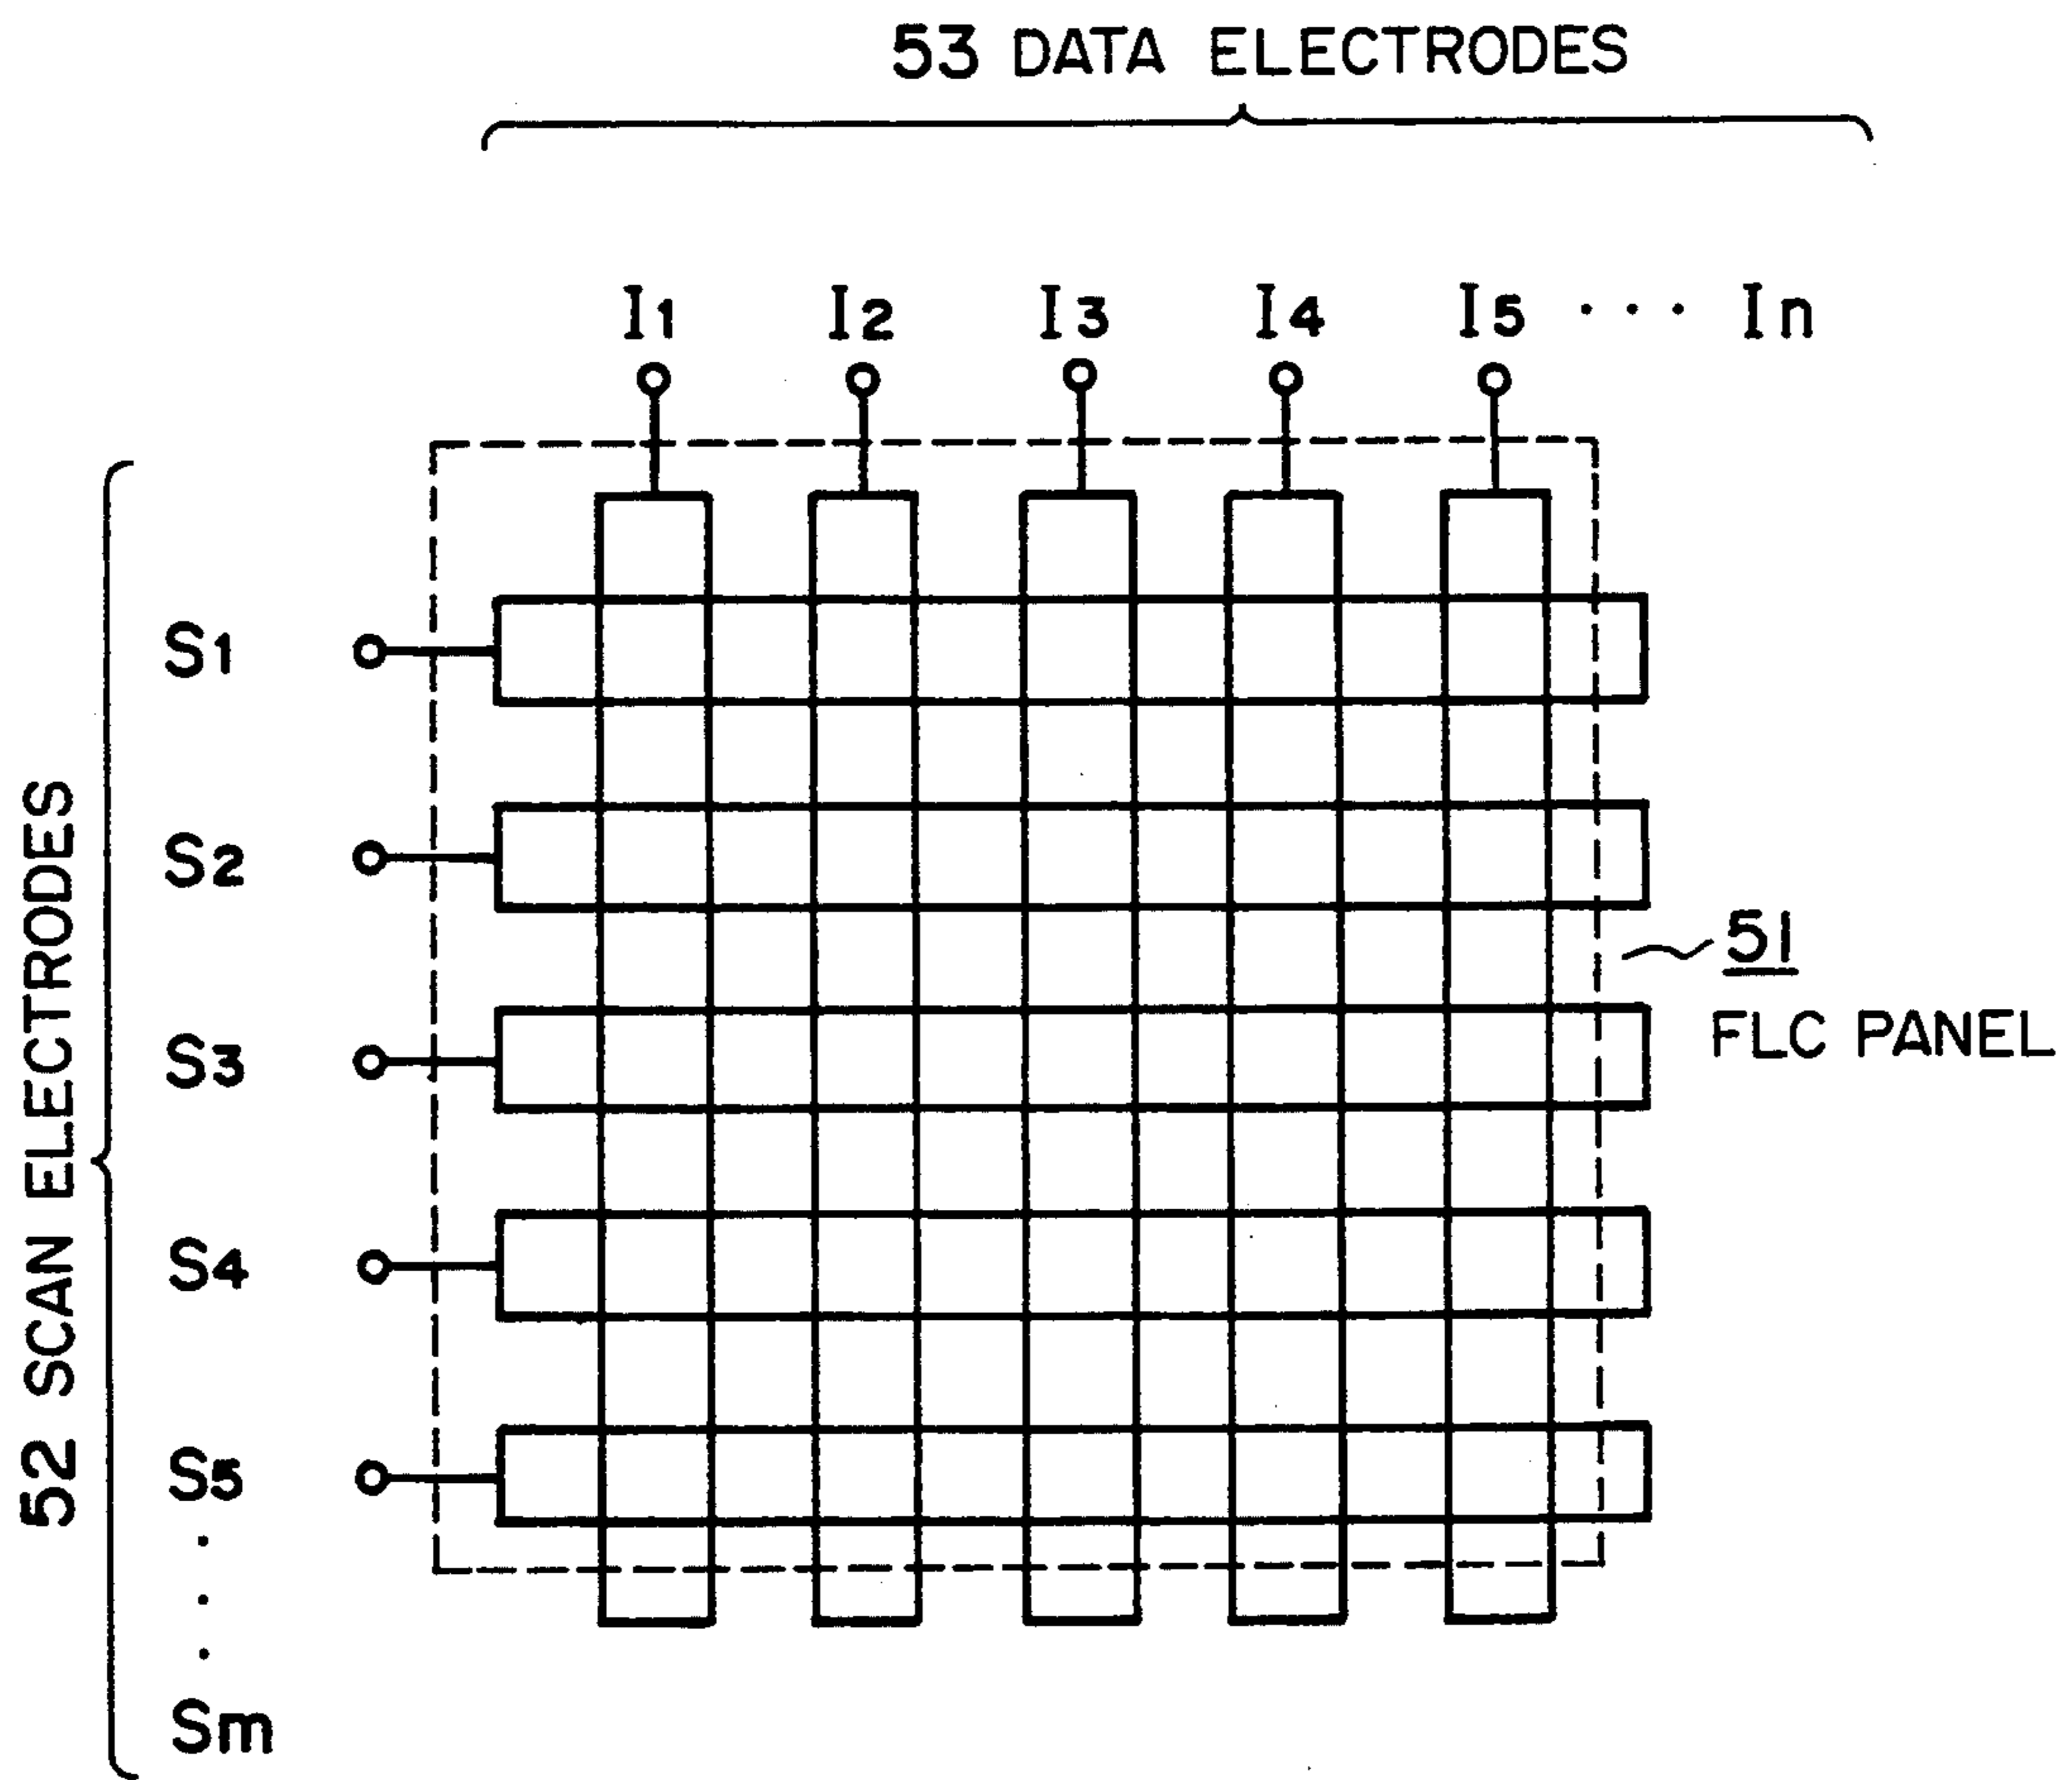 53 DATA ELECTRODES
I1 I2 I3 I4 I5 ··· In
52 SCAN ELECTRODES
S1
S2
51
FLC PANEL
S3
S4
S5
·
·
·
Sm